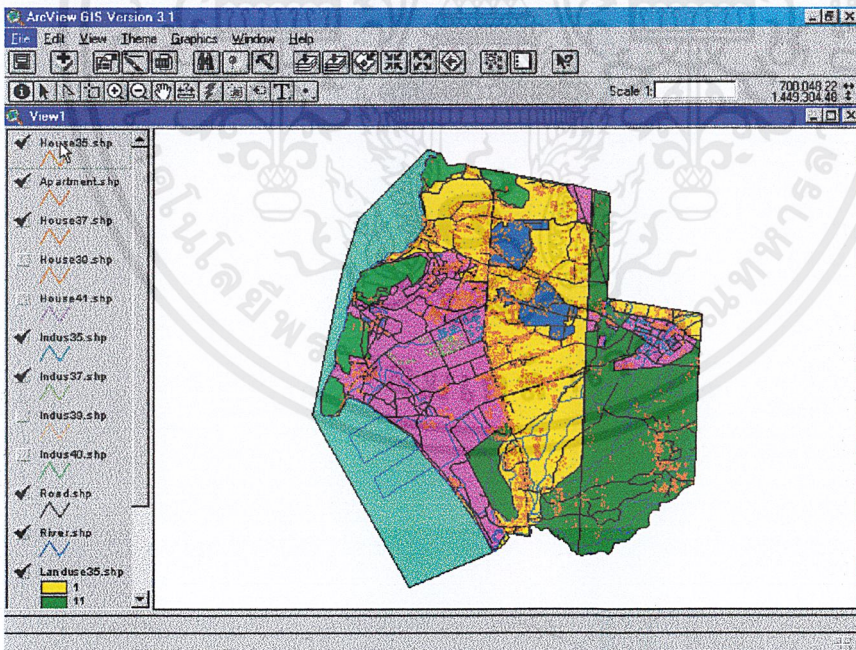 ArcView GIS Version 3.1
File Edit View Theme Graphics Window Help
Scale 1:
700,048.22
1,449,304.48
View1
House35.shp
Apartment.shp
House37.shp
House30.shp
House41.shp
Indus35.shp
Indus37.shp
Indus39.shp
Indus40.shp
Road.shp
River.shp
Landuse35.shp
1
11